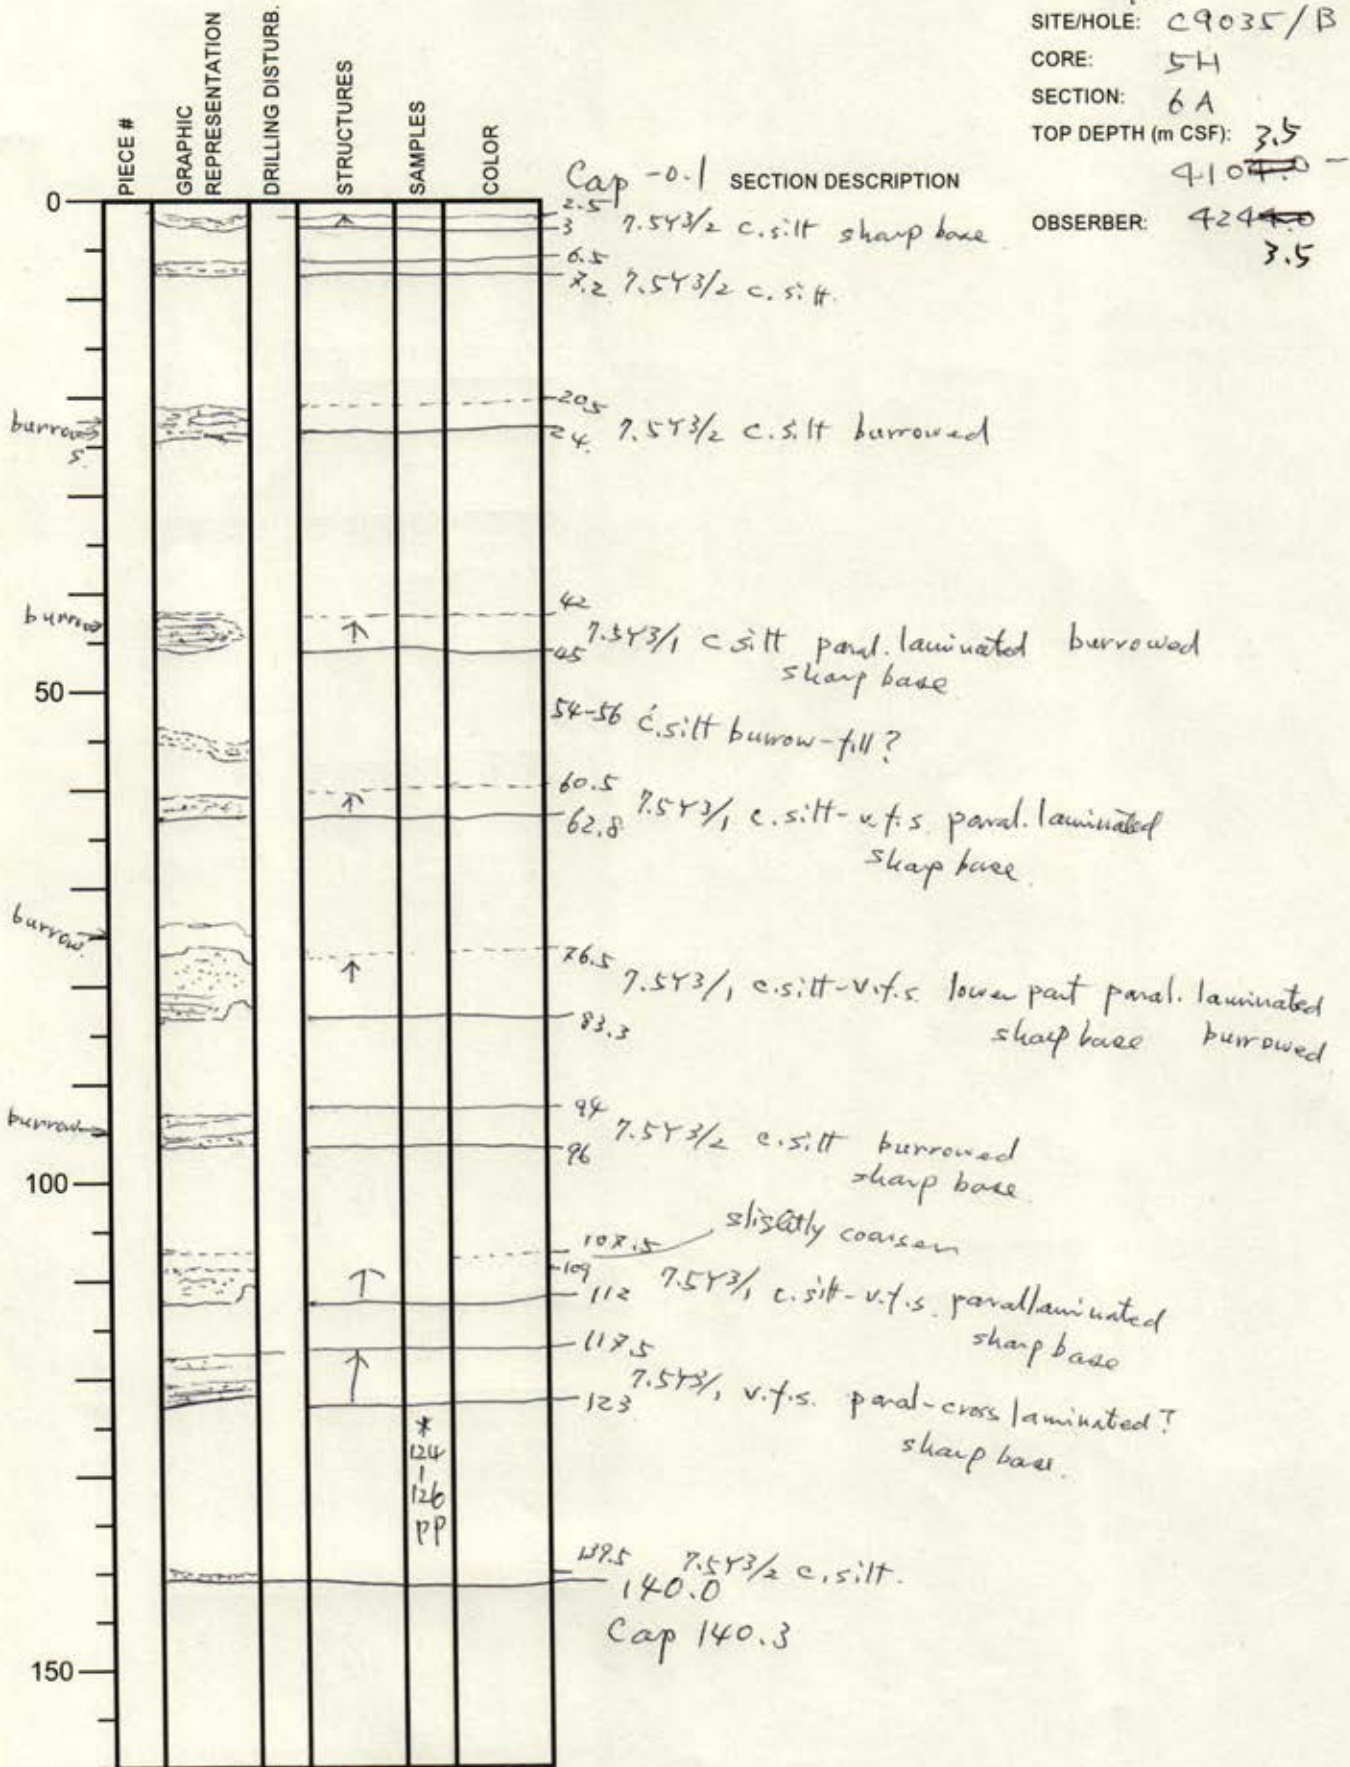 SITE/HOLE: C9035/B
CORE: 5H
SECTION: 6A
TOP DEPTH (m CSF): 3.5
4104.0 -
OBSERBER: 4244.0
3.5
PIECE #
GRAPHIC REPRESENTATION
DRILLING DISTURB.
STRUCTURES
SAMPLES
COLOR
Cap -0.1 SECTION DESCRIPTION
0
2.5
3 7.5Y3/2 c.silt sharp base
6.5
7.2 7.5Y3/2 c.silt.
20.5
burrows.
24. 7.5Y3/2 c.silt burrowed
42
burrow
7.5Y3/1 c silt paral. laminated burrowed
45
sharp base
50
54-56 c.silt burrow-fill?
60.5
7.5Y3/1 c.silt-v.f.s. paral. laminated
62.8
sharp base.
burrow.
76.5
7.5Y3/1 c.silt-v.f.s. lower part paral. laminated
83.3
sharp base burrowed
94
burrow
7.5Y3/2 c.silt burrowed
96
sharp base
100
slisltly coarser
107.5
109
7.5Y3/1 c.silt-v.f.s. parallaminated
112
sharp base
117.5
7.5Y3/1 v.f.s. paral-cross laminated?
123
sharp base.
*
124
|
126
PP
139.5 7.5Y3/2 c.silt.
140.0
Cap 140.3
150